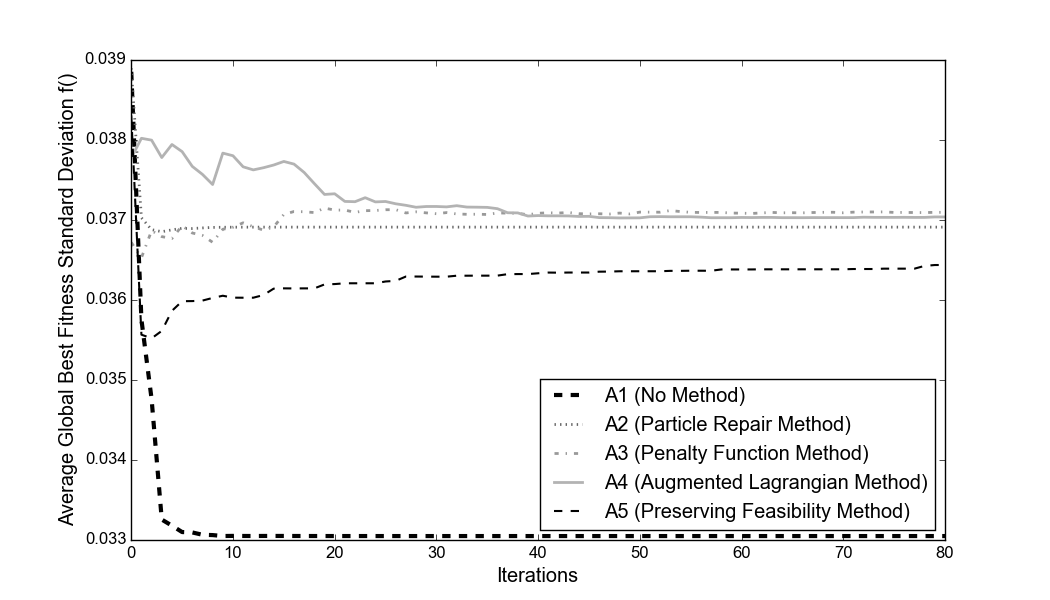 Average Global Best Fitness Standard Deviation f()
0.039
0.038
0.037
0.036
0.035
0.034
0.033
A1 (No Method)
A2 (Particle Repair Method)
A3 (Penalty Function Method)
A4 (Augmented Lagrangian Method)
A5 (Preserving Feasibility Method)
0 10 20 30 40 50 60 70 80
Iterations